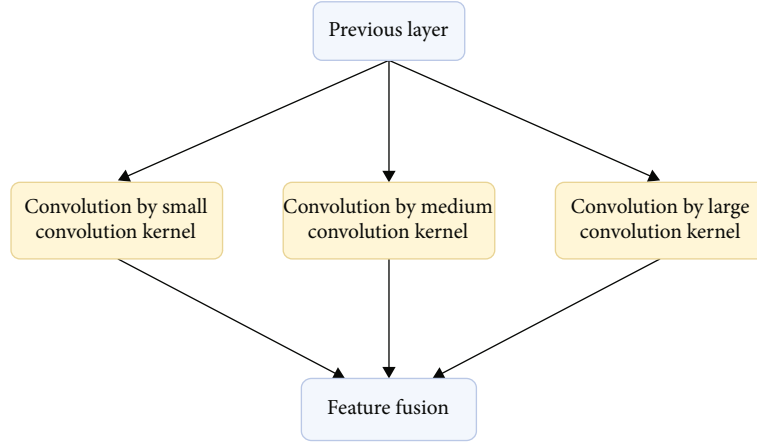 Previous layer
Convolution by small
convolution kernel
Convolution by medium
convolution kernel
Convolution by large
convolution kernel
Feature fusion